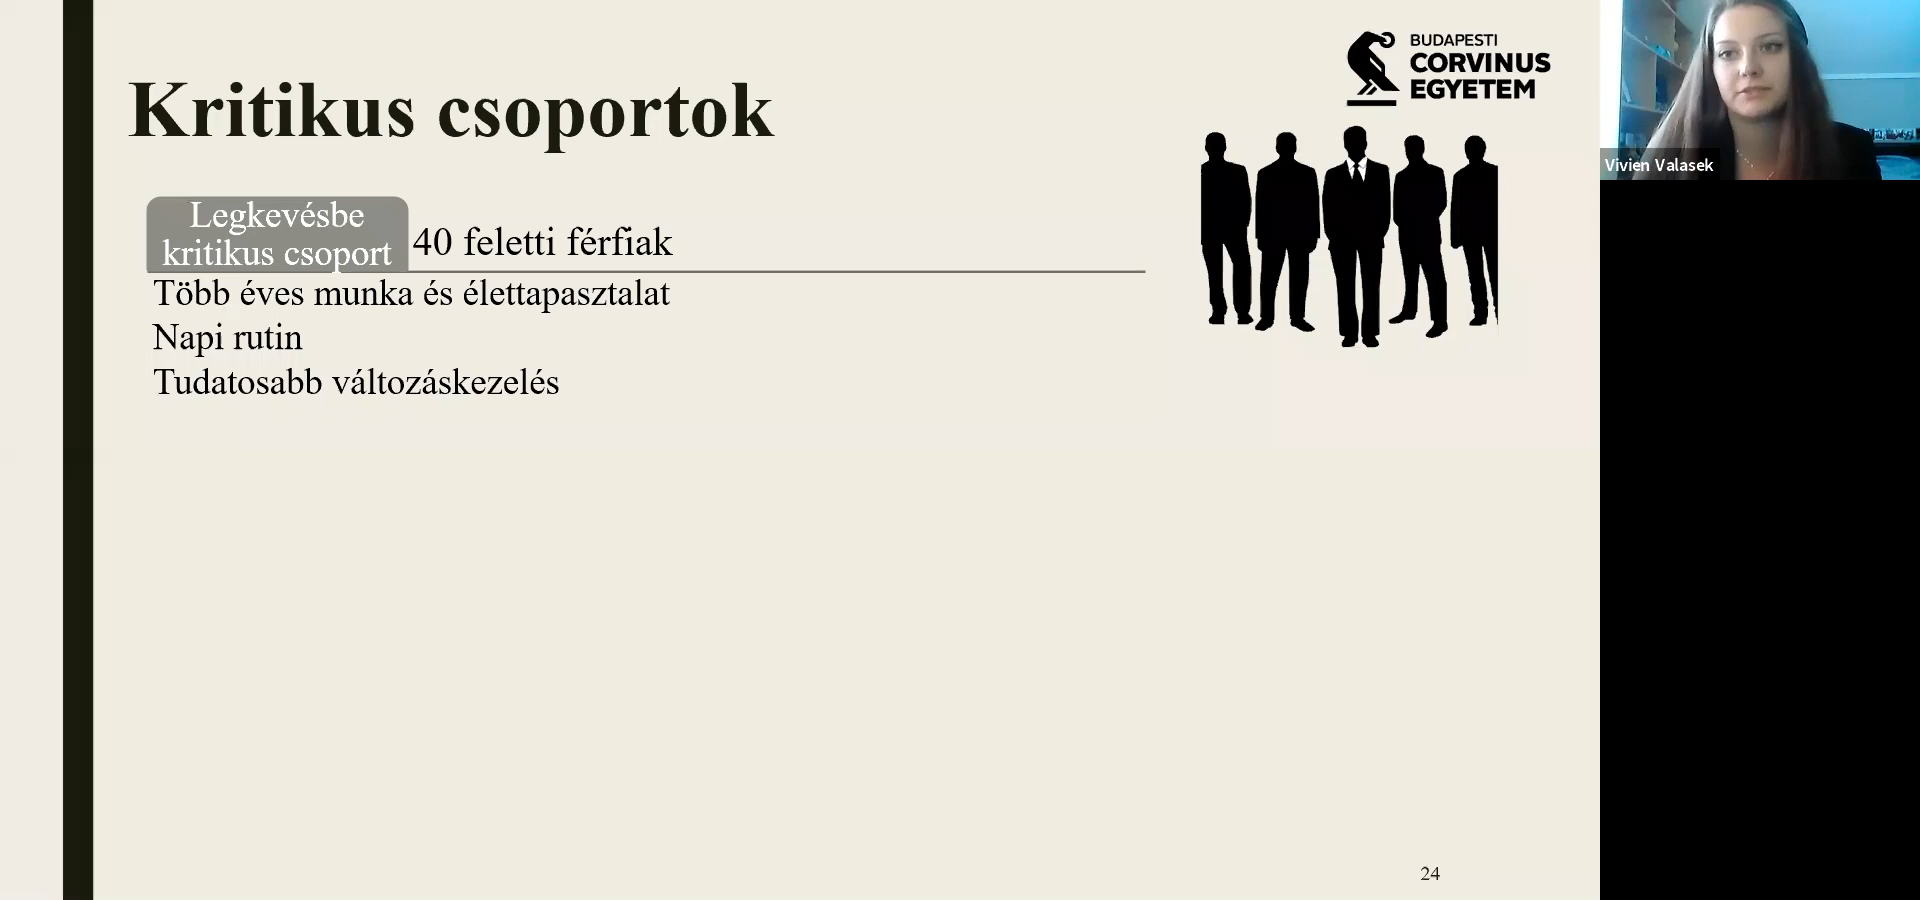 BUDAPESTI
CORVINUS
EGYETEM
Kritikus csoportok
Vivien Valasek
Legkevésbe
kritikus csoport
40 feletti férfiak
Több éves munka és élettapasztalat
Napi rutin
Tudatosabb változáskezelés
24